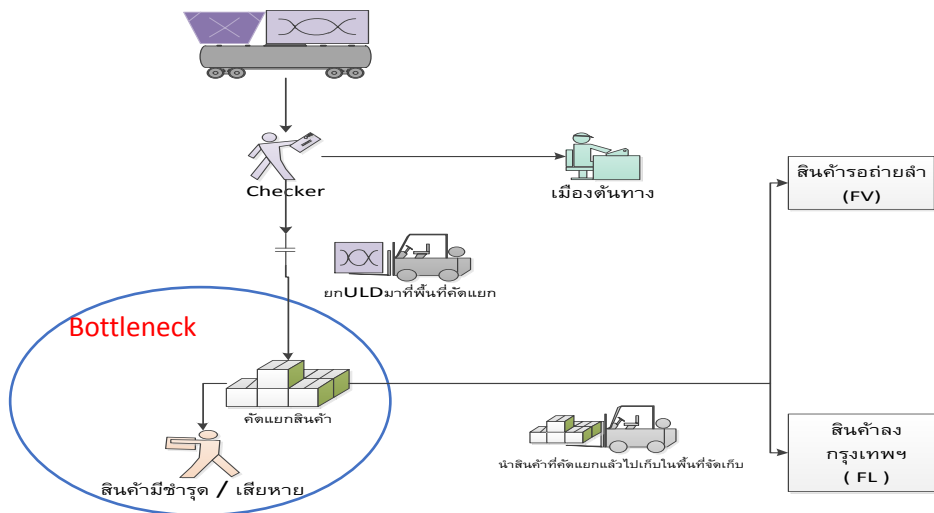 Checker
เมืองต้นทาง
สินค้ารอถ่ายลำ
(FV)
ยกULDมาที่พื้นที่คัดแยก
Bottleneck
คัดแยกสินค้า
นำสินค้าที่คัดแยกแล้วไปเก็บในพื้นที่จัดเก็บ
สินค้าลง
กรุงเทพฯ
( FL )
สินค้ามีชำรุด / เสียหาย